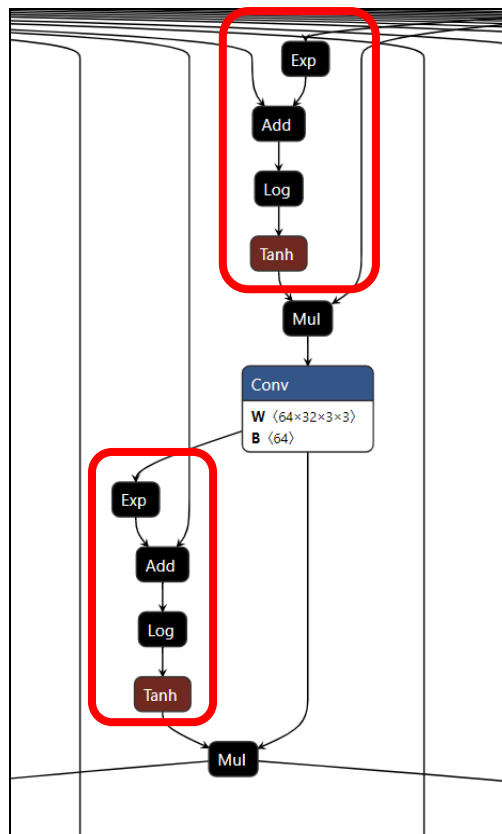 Exp
Add
Log
Tanh
Mul
Conv
W 〈64×32×3×3〉
B 〈64〉
Exp
Add
Log
Tanh
Mul